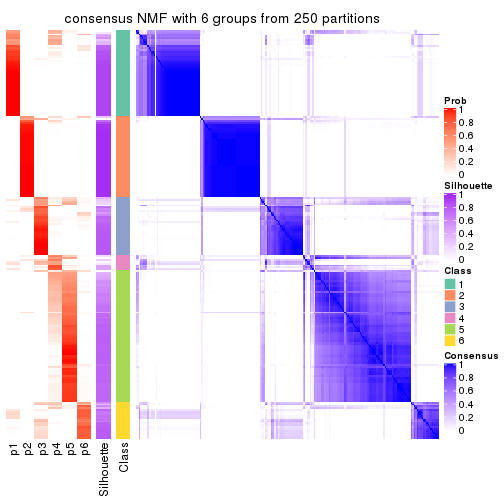 consensus NMF with 6 groups from 250 partitions
Prob
1
0.8
0.6
0.4
0.2
0
Silhouette
1
0.8
0.6
0.4
0.2
0
Class
1
2
3
4
5
6
Consensus
1
0.8
0.6
0.4
0.2
0
p1
p2
p3
p4
p5
p6
Silhouette
Class